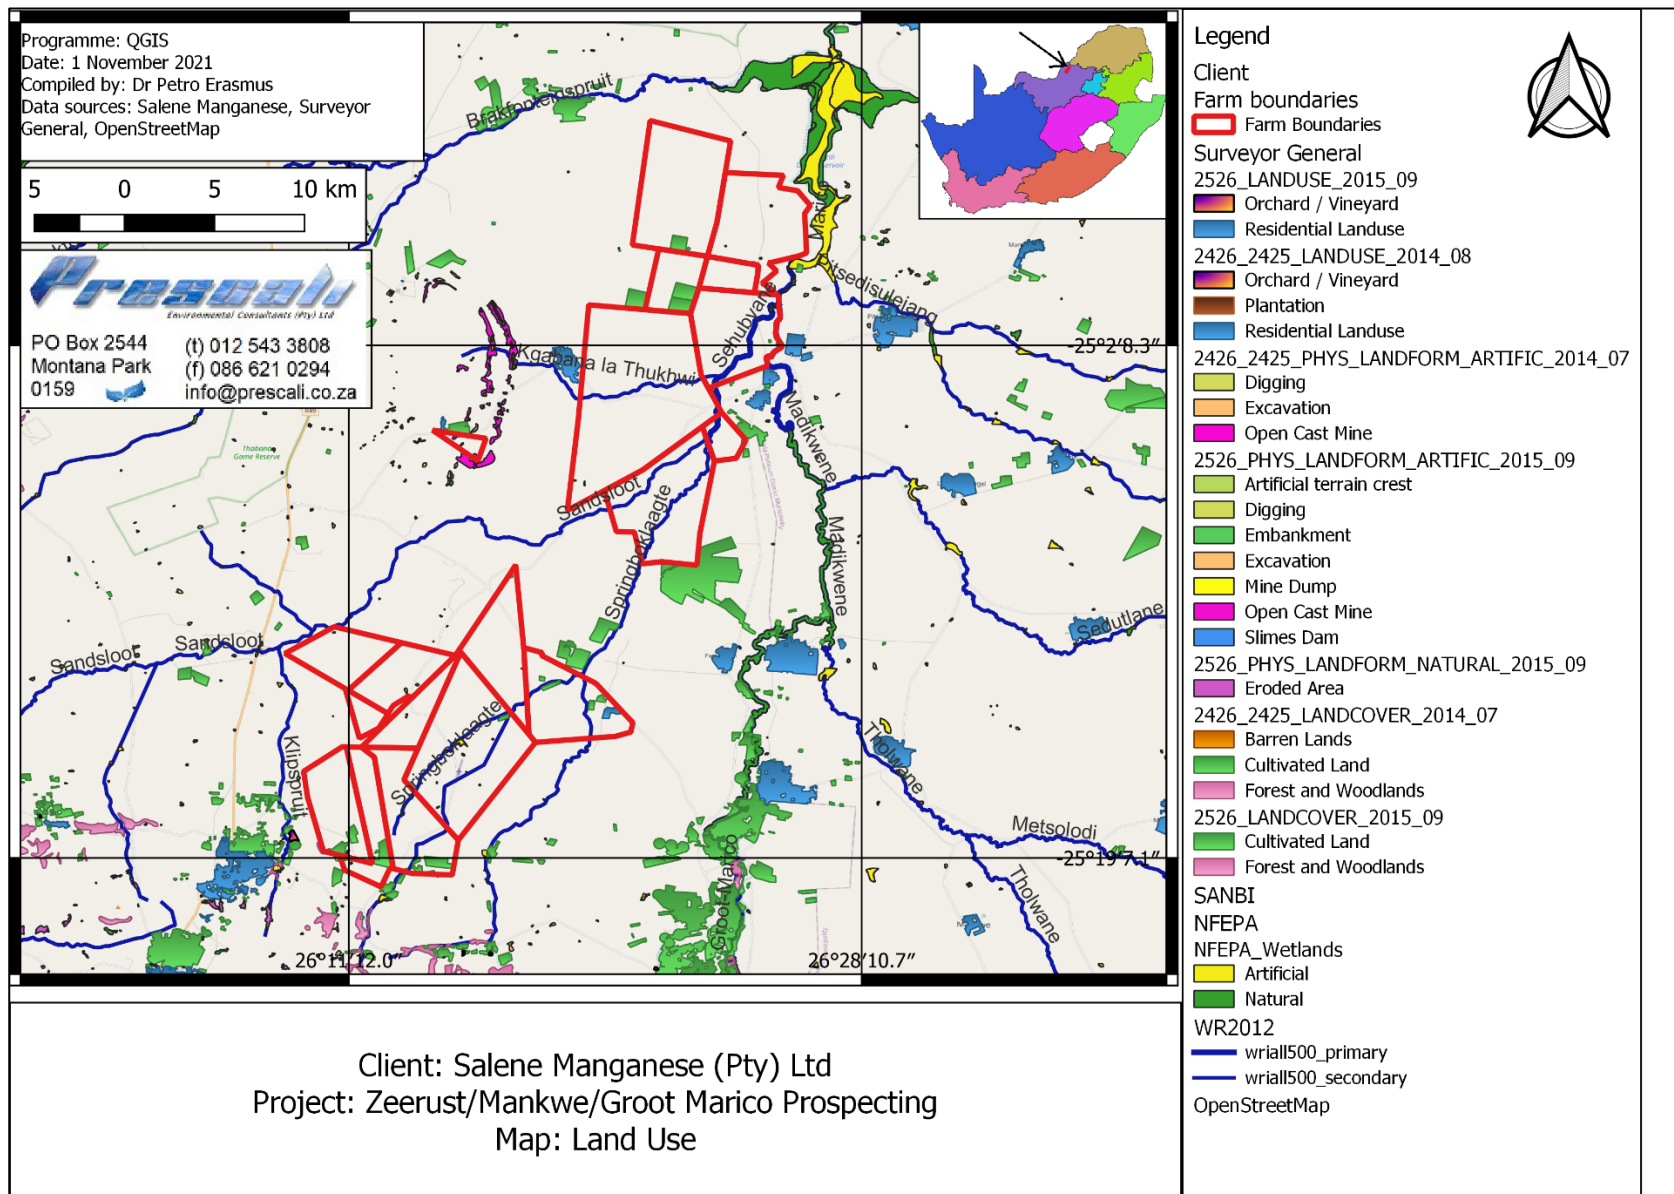 Programme: QGIS
Date: 1 November 2021
Compiled by: Dr Petro Erasmus
Data sources: Salene Manganese, Surveyor
General, OpenStreetMap
5 0 5 10 km
Prescali
Environmental Consultants (Pty) Ltd
PO Box 2544
Montana Park
0159
(t) 012 543 3808
(f) 086 621 0294
info@prescali.co.za
Brakfonteinspruit
Sehubyane
Kgabana la Thukhwi
-25°2'8.3"
Madikwene
Thabana
Game Reserve
Sandsloot
Springboklaagte
Madikwene
Sedutlane
Sandsloot
Sandsloot
Klipspruit
Springboklaagte
Tholwane
Metsolodi
-25°19'7.1"
Tholwane
Groot-Marico
26°11'12.0"
26°28'10.7"
Client: Salene Manganese (Pty) Ltd
Project: Zeerust/Mankwe/Groot Marico Prospecting
Map: Land Use
Legend
Client
Farm boundaries
Farm Boundaries
Surveyor General
2526_LANDUSE_2015_09
Orchard / Vineyard
Residential Landuse
2426_2425_LANDUSE_2014_08
Orchard / Vineyard
Plantation
Residential Landuse
2426_2425_PHYS_LANDFORM_ARTIFIC_2014_07
Digging
Excavation
Open Cast Mine
2526_PHYS_LANDFORM_ARTIFIC_2015_09
Artificial terrain crest
Digging
Embankment
Excavation
Mine Dump
Open Cast Mine
Slimes Dam
2526_PHYS_LANDFORM_NATURAL_2015_09
Eroded Area
2426_2425_LANDCOVER_2014_07
Barren Lands
Cultivated Land
Forest and Woodlands
2526_LANDCOVER_2015_09
Cultivated Land
Forest and Woodlands
SANBI
NFEPA
NFEPA_Wetlands
Artificial
Natural
WR2012
wriall500_primary
wriall500_secondary
OpenStreetMap